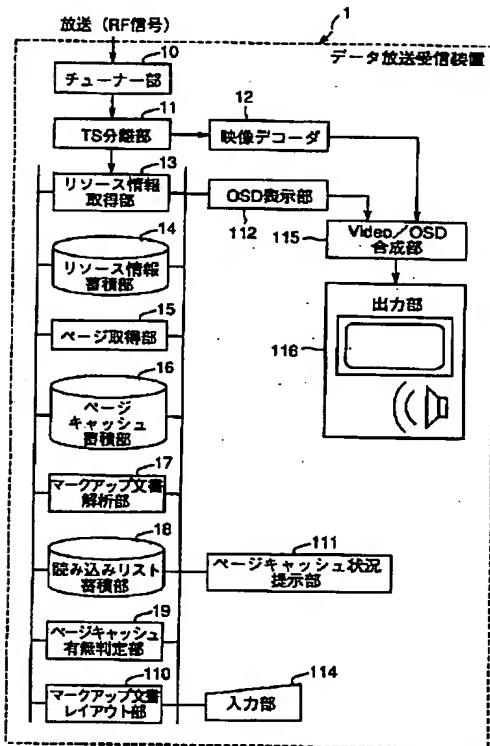 放送（RF信号）
1
データ放送受信装置
10
チューナー部
11
TS分離部
12
映像デコーダ
13
リソース情報
取得部
OSD表示部
112
14
リソース情報
蓄積部
115
Video／OSD
合成部
15
ページ取得部
116
出力部
16
ページ
キャッシュ
蓄積部
17
マークアップ文書
解析部
18
読み込みリスト
蓄積部
111
ページキャッシュ状況
提示部
19
ページキャッシュ
有無判定部
110
マークアップ文書
レイアウト部
114
入力部